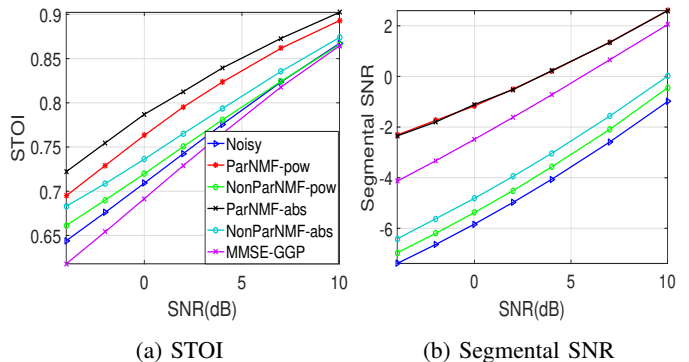 0.9
0.85
0.8
0.75
0.7
0.65
STOI
0
5
10
SNR(dB)
Noisy
ParNMF-pow
NonParNMF-pow
ParNMF-abs
NonParNMF-abs
MMSE-GGP
(a) STOI
2
0
-2
-4
-6
Segmental SNR
0
5
10
SNR(dB)
(b) Segmental SNR